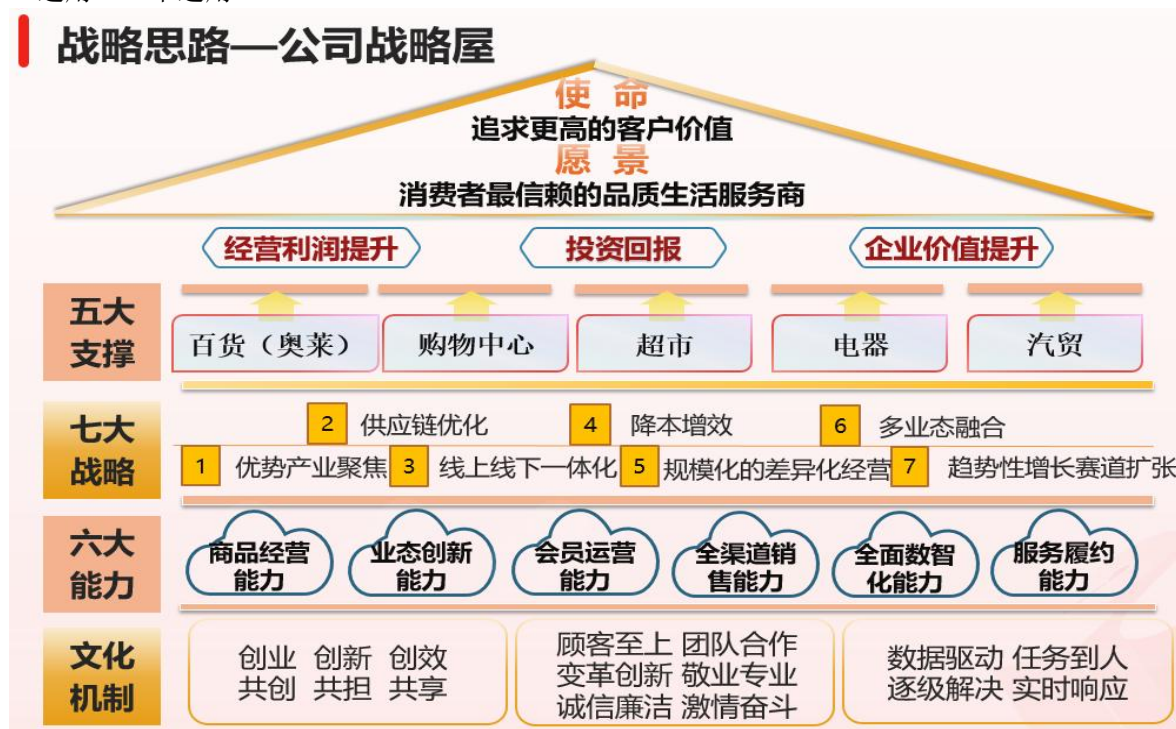 战略思路—公司战略屋
使 命
追求更高的客户价值
愿 景
消费者最信赖的品质生活服务商
经营利润提升 投资回报 企业价值提升
五大
支撑
百货（奥莱） 购物中心 超市 电器 汽贸
七大
战略
2 供应链优化 4 降本增效 6 多业态融合
1 优势产业聚焦 3 线上线下一体化 5 规模化的差异化经营 7 趋势性增长赛道扩张
六大
能力
商品经营
能力
业态创新
能力
会员运营
能力
全渠道销
售能力
全面数智
化能力
服务履约
能力
文化
机制
创业 创新 创效
共创 共担 共享
顾客至上 团队合作
变革创新 敬业专业
诚信廉洁 激情奋斗
数据驱动 任务到人
逐级解决 实时响应